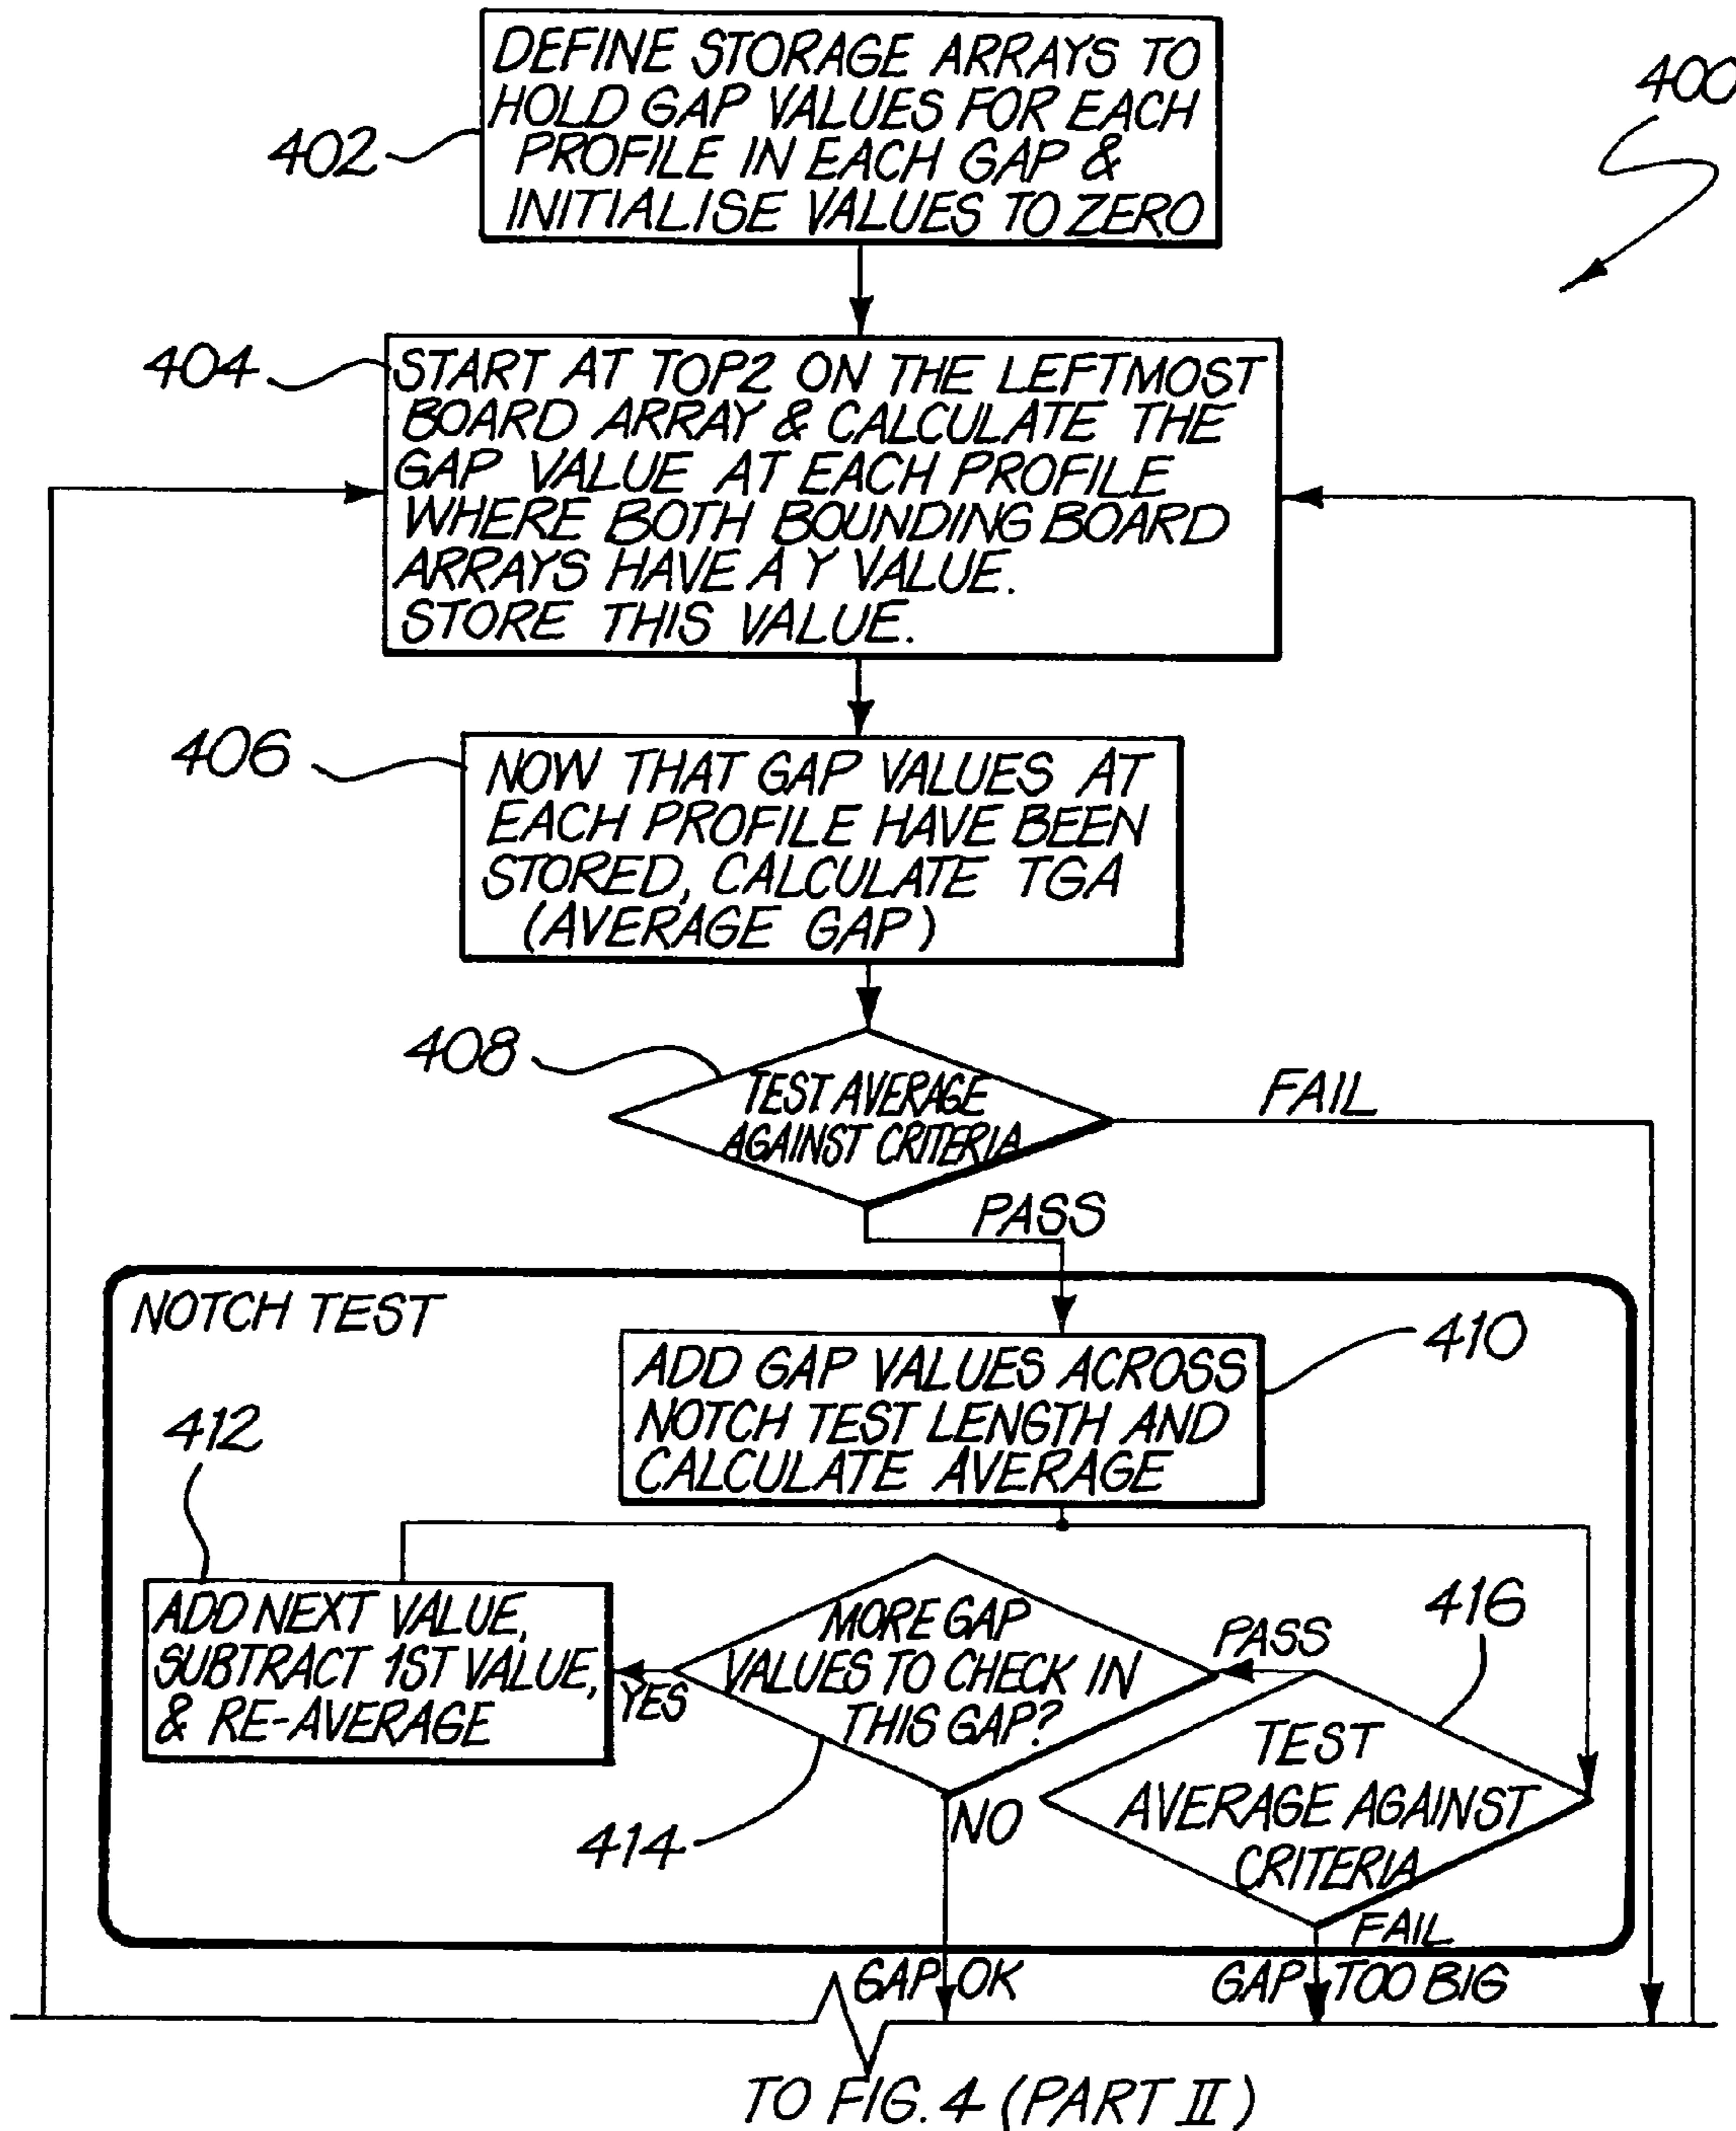 400
DEFINE STORAGE ARRAYS TO
HOLD GAP VALUES FOR EACH
PROFILE IN EACH GAP &
INITIALISE VALUES TO ZERO
402
404
START AT TOP2 ON THE LEFTMOST
BOARD ARRAY & CALCULATE THE
GAP VALUE AT EACH PROFILE
WHERE BOTH BOUNDING BOARD
ARRAYS HAVE A Y VALUE.
STORE THIS VALUE.
406
NOW THAT GAP VALUES AT
EACH PROFILE HAVE BEEN
STORED, CALCULATE TGA
(AVERAGE GAP)
408
TEST AVERAGE
AGAINST CRITERIA
FAIL
PASS
NOTCH TEST
410
ADD GAP VALUES ACROSS
NOTCH TEST LENGTH AND
CALCULATE AVERAGE
412
ADD NEXT VALUE,
SUBTRACT 1ST VALUE,
& RE-AVERAGE
YES
MORE GAP
VALUES TO CHECK IN
THIS GAP?
414
NO
PASS
416
TEST
AVERAGE AGAINST
CRITERIA
FAIL
GAP OK
GAP TOO BIG
TO FIG. 4 (PART II)